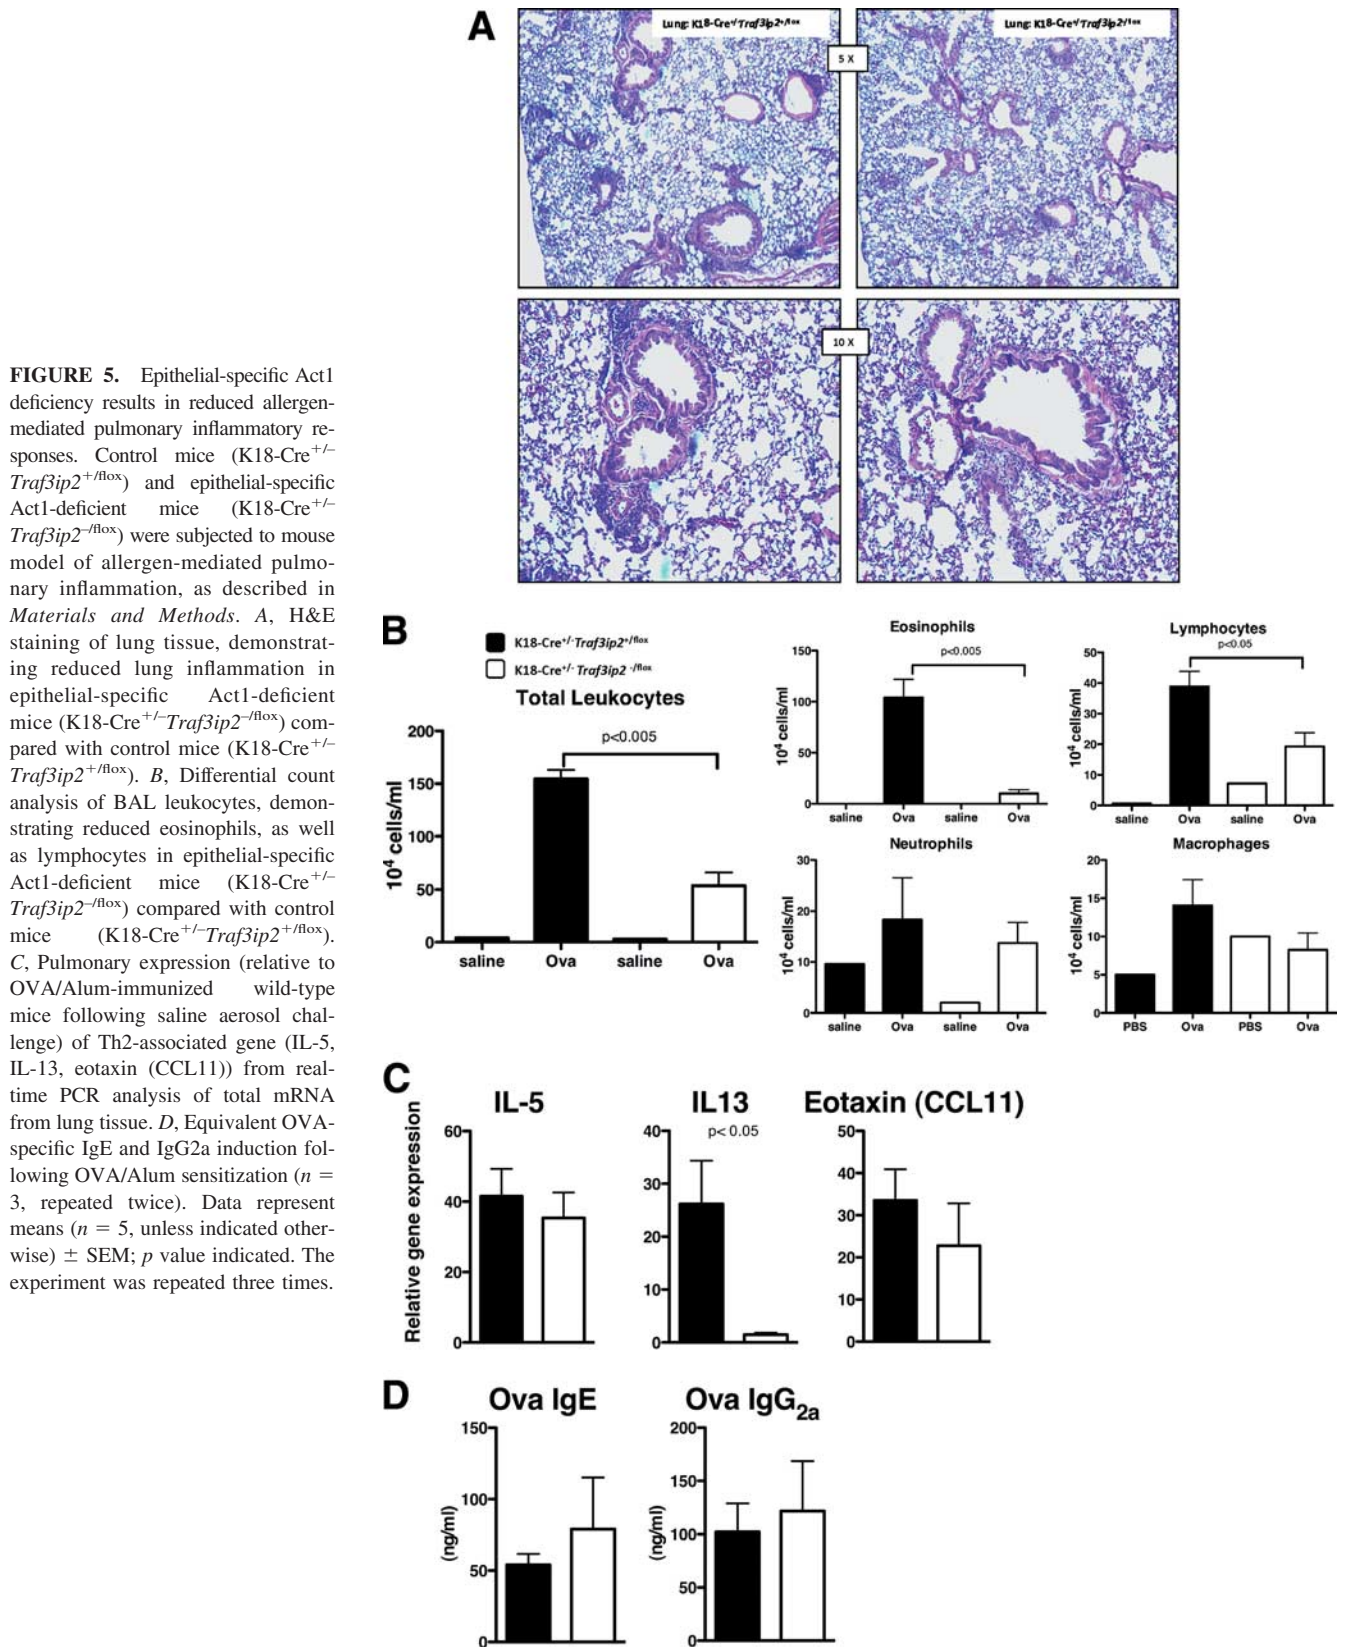 A
Lung: K18-Cre+/-Traf3ip2+/flox
Lung: K18-Cre+/-Traf3ip2-/flox
5 X
10 X
FIGURE 5. Epithelial-specific Act1
deficiency results in reduced allergen-
mediated pulmonary inflammatory re-
sponses. Control mice (K18-Cre+/–
Traf3ip2+/flox) and epithelial-specific
Act1-deficient mice (K18-Cre+/–
Traf3ip2–/flox) were subjected to mouse
model of allergen-mediated pulmo-
nary inflammation, as described in
Materials and Methods. A, H&E
staining of lung tissue, demonstrat-
ing reduced lung inflammation in
epithelial-specific Act1-deficient
mice (K18-Cre+/–Traf3ip2–/flox) com-
pared with control mice (K18-Cre+/–
Traf3ip2+/flox). B, Differential count
analysis of BAL leukocytes, demon-
strating reduced eosinophils, as well
as lymphocytes in epithelial-specific
Act1-deficient mice (K18-Cre+/–
Traf3ip2–/flox) compared with control
mice (K18-Cre+/–Traf3ip2+/flox).
C, Pulmonary expression (relative to
OVA/Alum-immunized wild-type
mice following saline aerosol chal-
lenge) of Th2-associated gene (IL-5,
IL-13, eotaxin (CCL11)) from real-
time PCR analysis of total mRNA
from lung tissue. D, Equivalent OVA-
specific IgE and IgG2a induction fol-
lowing OVA/Alum sensitization (n =
3, repeated twice). Data represent
means (n = 5, unless indicated other-
wise) ± SEM; p value indicated. The
experiment was repeated three times.
B
K18-Cre+/-Traf3ip2+/flox
K18-Cre+/-Traf3ip2 -/flox
Total Leukocytes
p<0.005
200
150
100
50
0
10⁴ cells/ml
saline Ova saline Ova
Eosinophils
p<0.005
150
100
50
0
10⁴ cells/ml
saline Ova saline Ova
Lymphocytes
p<0.05
50
40
30
20
10
0
10⁴ cells/ml
saline Ova saline Ova
Neutrophils
30
20
10
0
10⁴ cells/ml
saline Ova saline Ova
Macrophages
20
15
10
5
0
10⁴ cells/ml
PBS Ova PBS Ova
C
Relative gene expression
IL-5
60
40
20
0
IL13
p< 0.05
40
30
20
10
0
Eotaxin (CCL11)
50
40
30
20
10
0
D
Ova IgE
150
100
50
0
(ng/ml)
Ova IgG2a
200
150
100
50
0
(ng/ml)